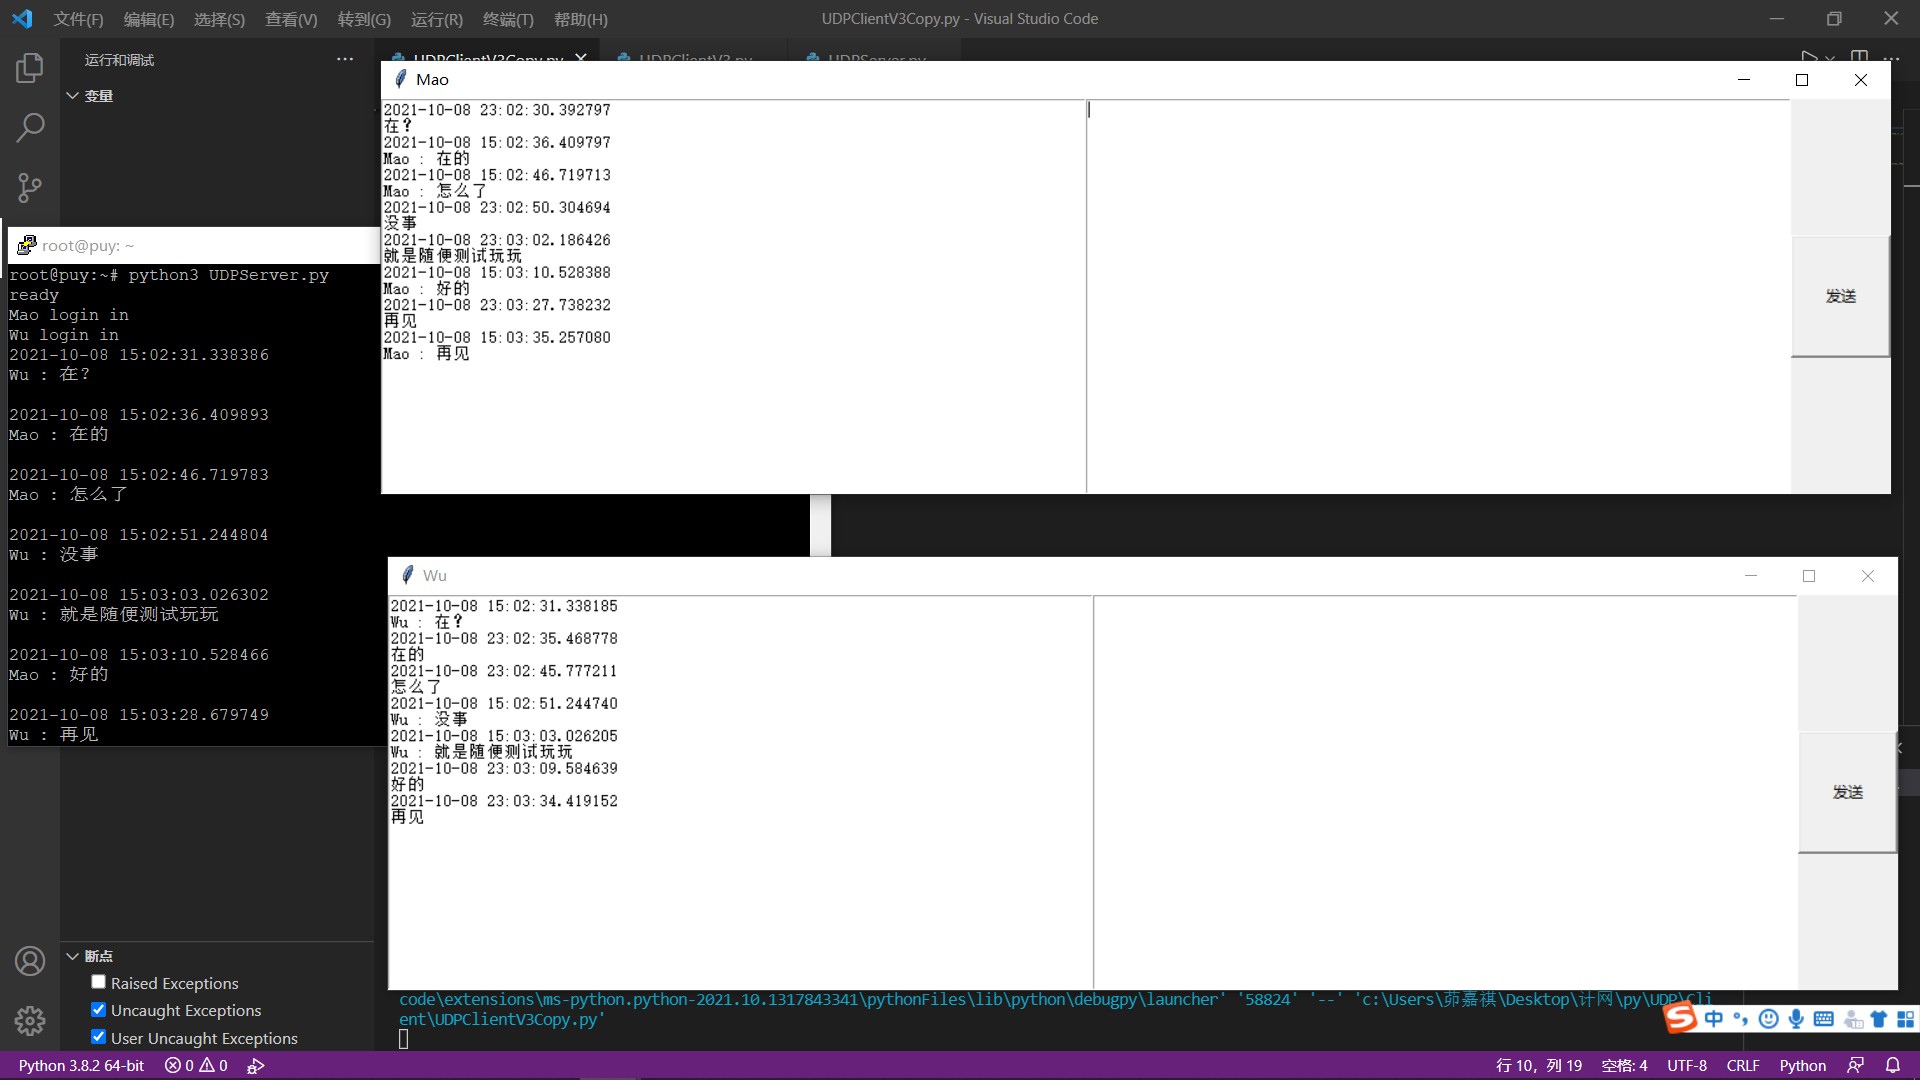 文件(F) 编辑(E) 选择(S) 查看(V) 转到(G) 运行(R) 终端(T) 帮助(H)
UDPClientV3Copy.py - Visual Studio Code
运行和调试
变量
UDPClientV3Copy.py
UDPClientV3.py
UDPServer.py
Mao
2021-10-08 23:02:30.392797
在？
2021-10-08 15:02:36.409797
Mao : 在的
2021-10-08 15:02:46.719713
Mao : 怎么了
2021-10-08 23:02:50.304694
没事
2021-10-08 23:03:02.186426
就是随便测试玩玩
2021-10-08 15:03:10.528388
Mao : 好的
2021-10-08 23:03:27.738232
再见
2021-10-08 15:03:35.257080
Mao : 再见
发送
root@puy: ~
root@puy:~# python3 UDPServer.py
ready
Mao login in
Wu login in
2021-10-08 15:02:31.338386
Wu : 在？
2021-10-08 15:02:36.409893
Mao : 在的
2021-10-08 15:02:46.719783
Mao : 怎么了
2021-10-08 15:02:51.244804
Wu : 没事
2021-10-08 15:03:03.026302
Wu : 就是随便测试玩玩
2021-10-08 15:03:10.528466
Mao : 好的
2021-10-08 15:03:28.679749
Wu : 再见
Wu
2021-10-08 15:02:31.338185
Wu : 在？
2021-10-08 23:02:35.468778
在的
2021-10-08 23:02:45.777211
怎么了
2021-10-08 15:02:51.244740
Wu : 没事
2021-10-08 15:03:03.026205
Wu : 就是随便测试玩玩
2021-10-08 23:03:09.584639
好的
2021-10-08 23:03:34.419152
再见
发送
断点
Raised Exceptions
Uncaught Exceptions
User Uncaught Exceptions
code\extensions\ms-python.python-2021.10.1317843341\pythonFiles\lib\python\debugpy\launcher' '58824' '--' 'c:\Users\茆嘉祺\Desktop\计网\py\UDP\Cli
ent\UDPClientV3Copy.py'
S 中
Python 3.8.2 64-bit
0 0
行 10，列 19 空格: 4 UTF-8 CRLF Python